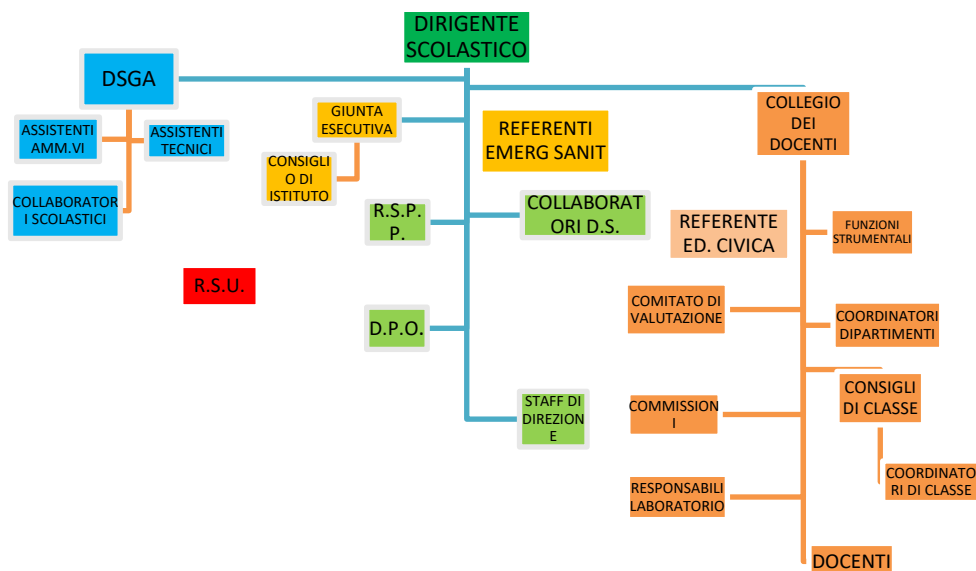 DIRIGENTE
SCOLASTICO
DSGA
ASSISTENTI
AMM.VI
ASSISTENTI
TECNICI
COLLABORATOR
I SCOLASTICI
GIUNTA
ESECUTIVA
CONSIGLI
O DI
ISTITUTO
REFERENTI
EMERG SANIT
R.S.P.
P.
COLLABORAT
ORI D.S.
R.S.U.
D.P.O.
STAFF DI
DIREZION
E
COLLEGIO
DEI
DOCENTI
REFERENTE
ED. CIVICA
FUNZIONI
STRUMENTALI
COMITATO DI
VALUTAZIONE
COORDINATORI
DIPARTIMENTI
CONSIGLI
DI CLASSE
COMMISSION
I
COORDINATO
RI DI CLASSE
RESPONSABILI
LABORATORIO
DOCENTI